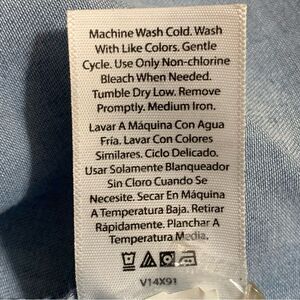 Machine Wash Cold. Wash
With Like Colors. Gentle
Cycle. Use Only Non-chlorine
Bleach When Needed.
Tumble Dry Low. Remove
Promptly. Medium Iron.
Lavar A Máquina Con Agua
Fría. Lavar Con Colores
Similares. Ciclo Delicado.
Usar Solamente Blanqueador
Sin Cloro Cuando Se
Necesite. Secar En Máquina
A Temperatura Baja. Retirar
Rápidamente. Planchar A
Temperatura Media.
V14X91